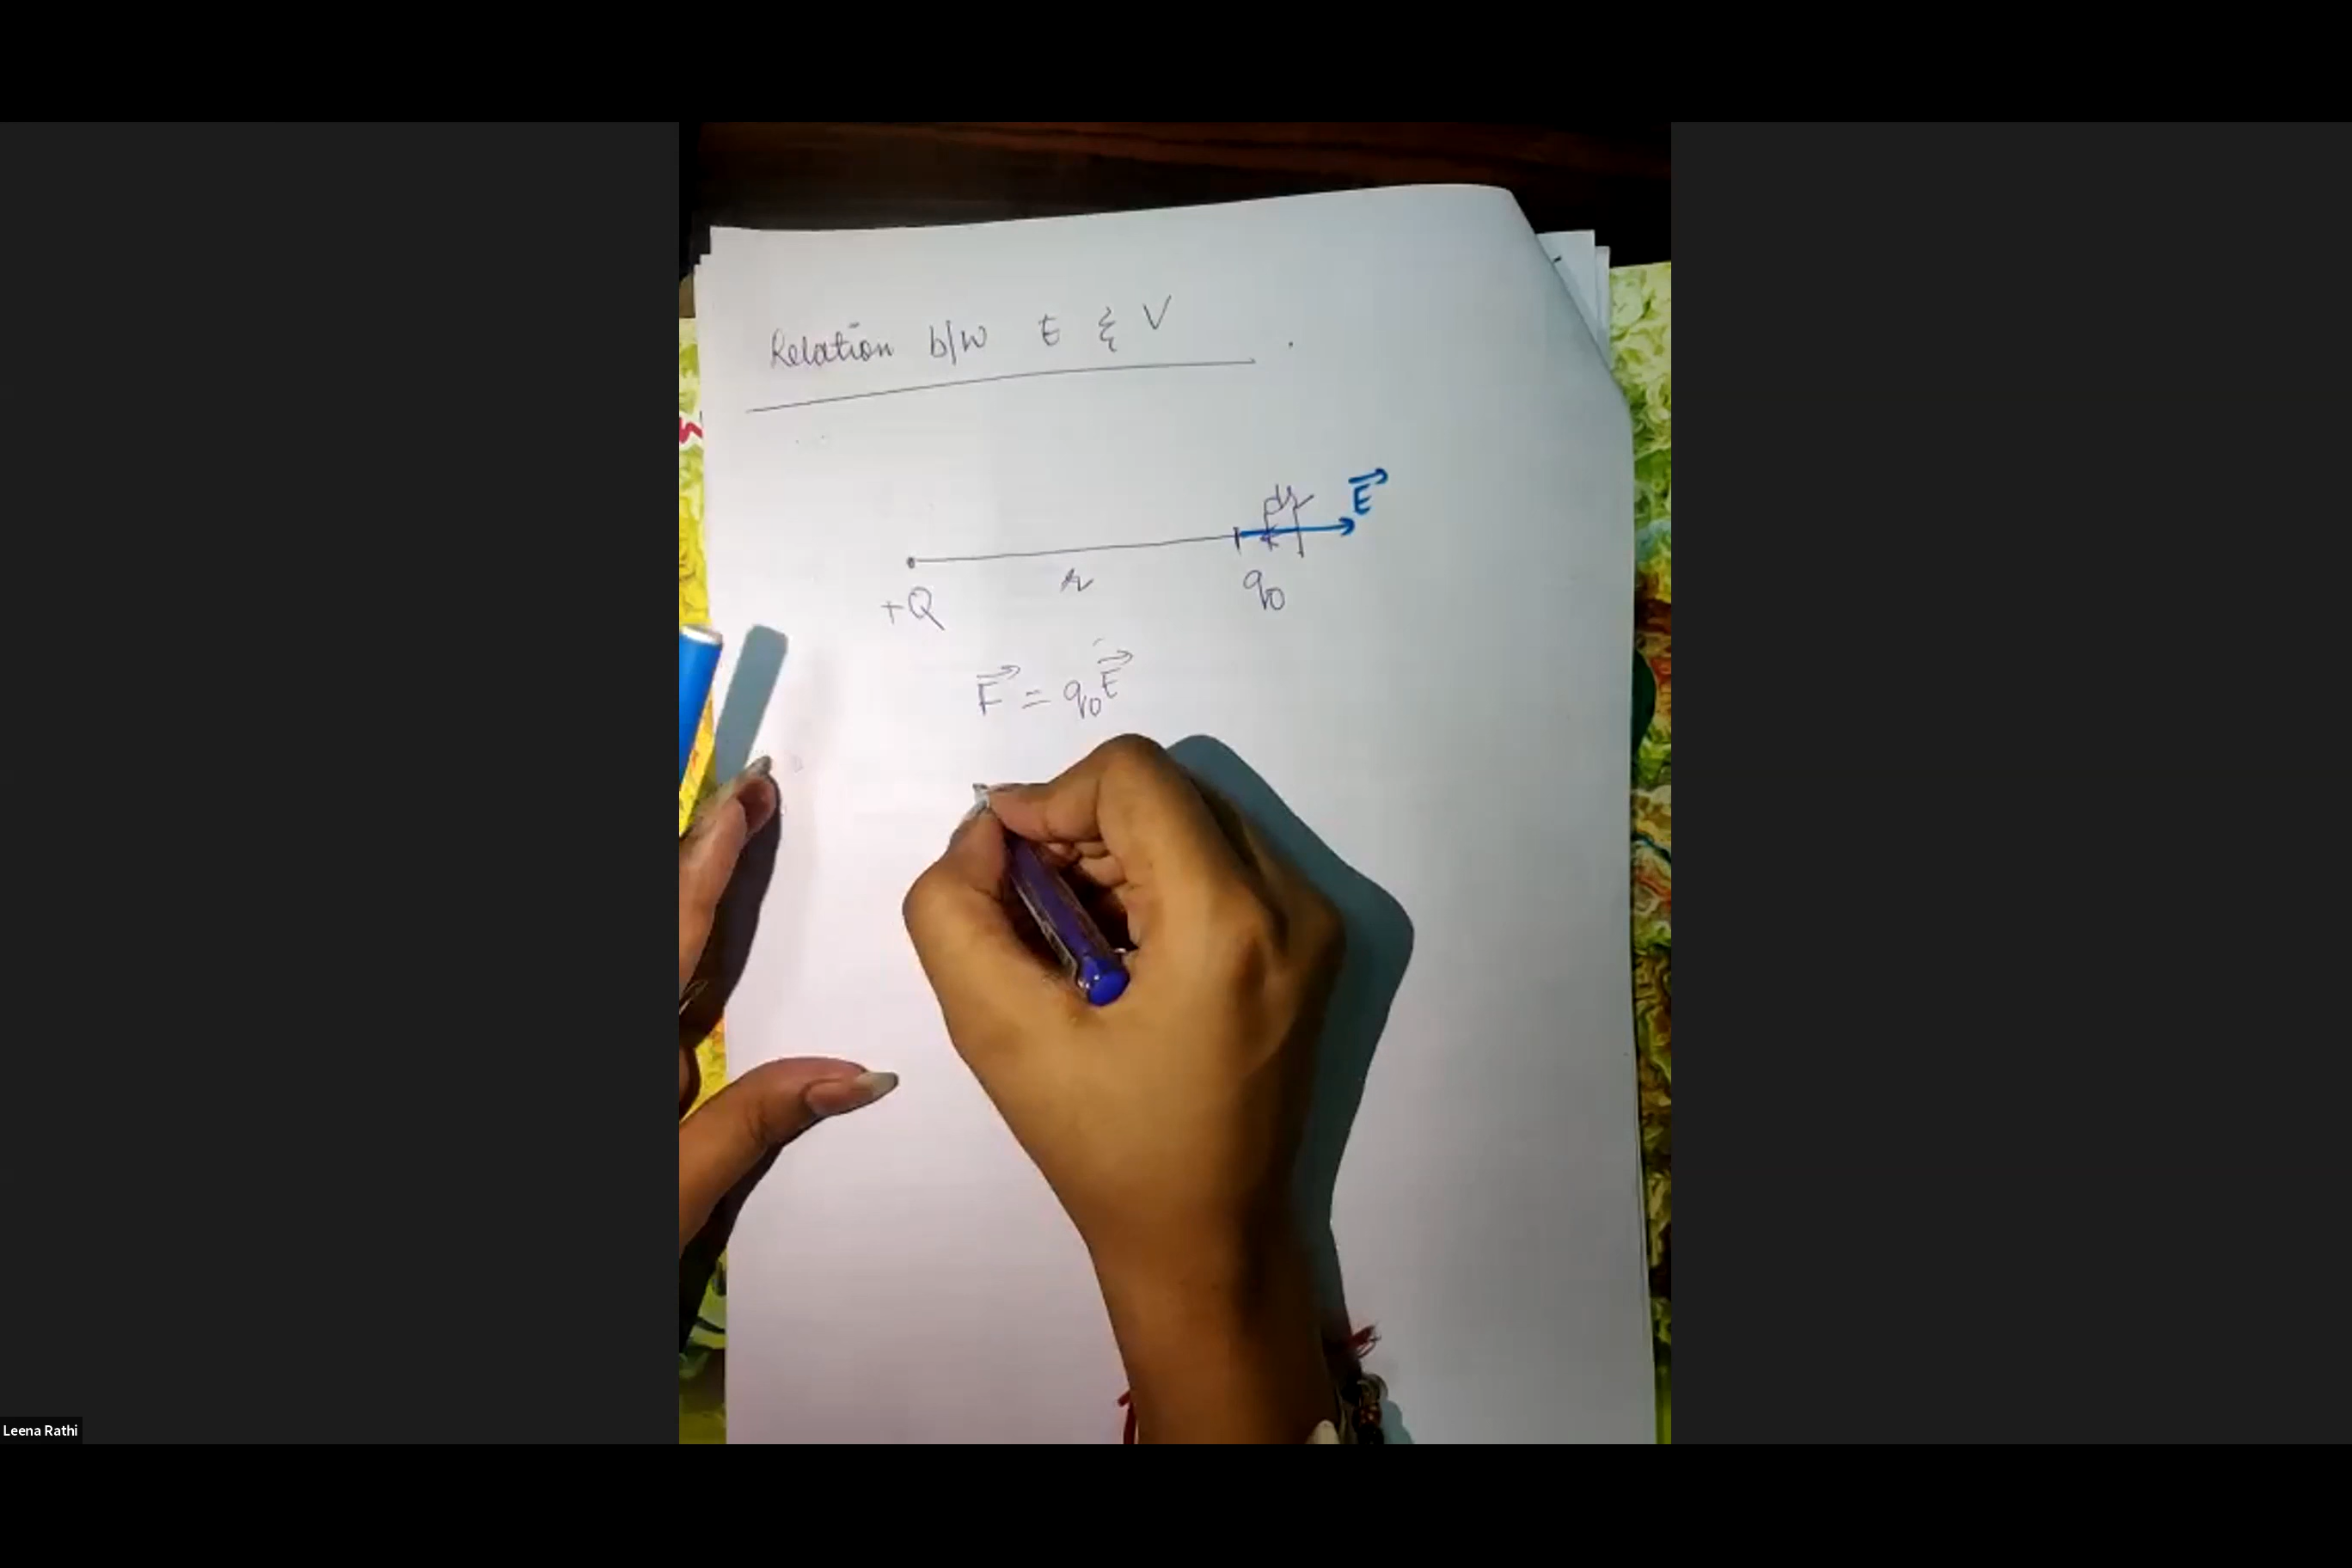 Relation b/w E & V
dr
E
r
+Q
q0
F = q0E
Leena Rathi